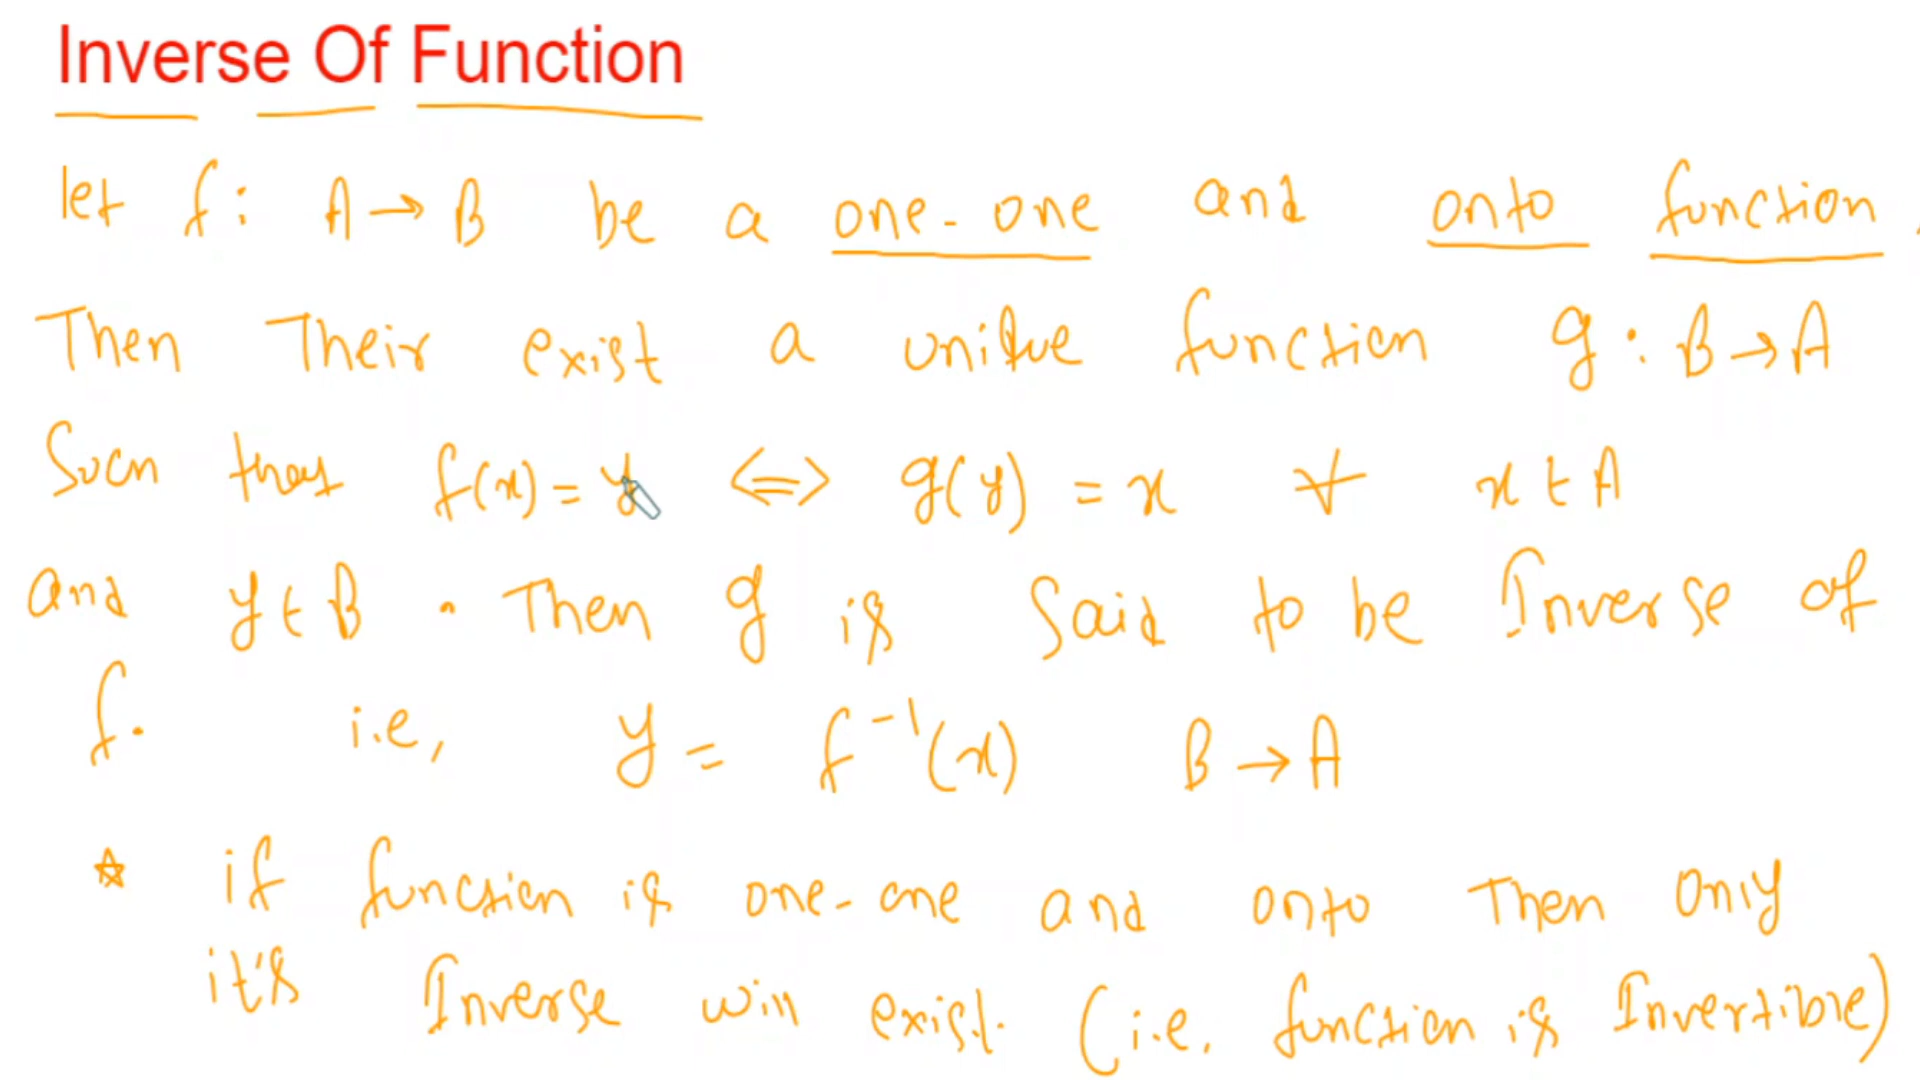 Inverse Of Function
let f: A → B be a one-one and onto function.
Then Their exist a unique function g : B → A
Such that f(x) = y ⇔ g(y) = x ∀ x ∈ A
and y ∈ B . Then g is said to be Inverse of
f. i.e, y = f⁻¹(x) B → A
☆ if function is one-one and onto Then only
it's Inverse will exist. (i.e. function is Invertible)